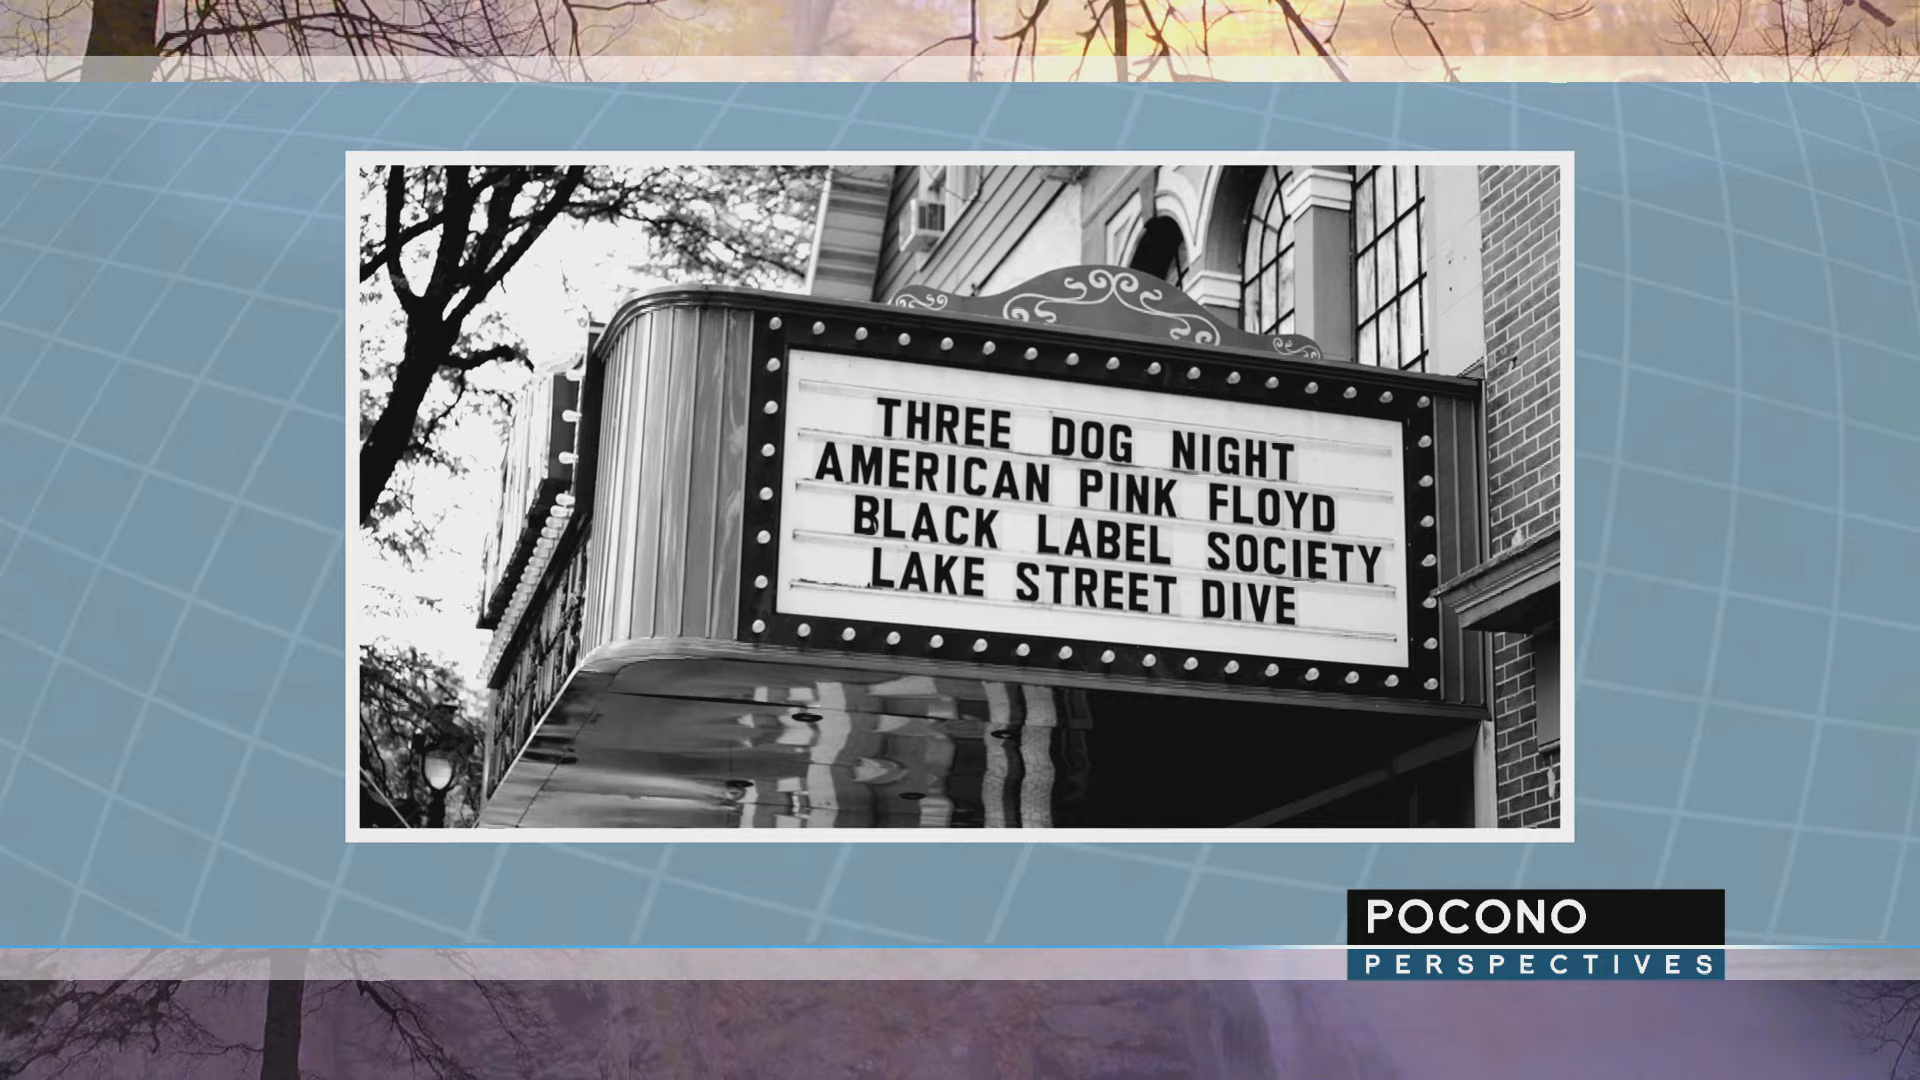 THREE DOG NIGHT
AMERICAN PINK FLOYD
BLACK LABEL SOCIETY
LAKE STREET DIVE
POCONO
PERSPECTIVES